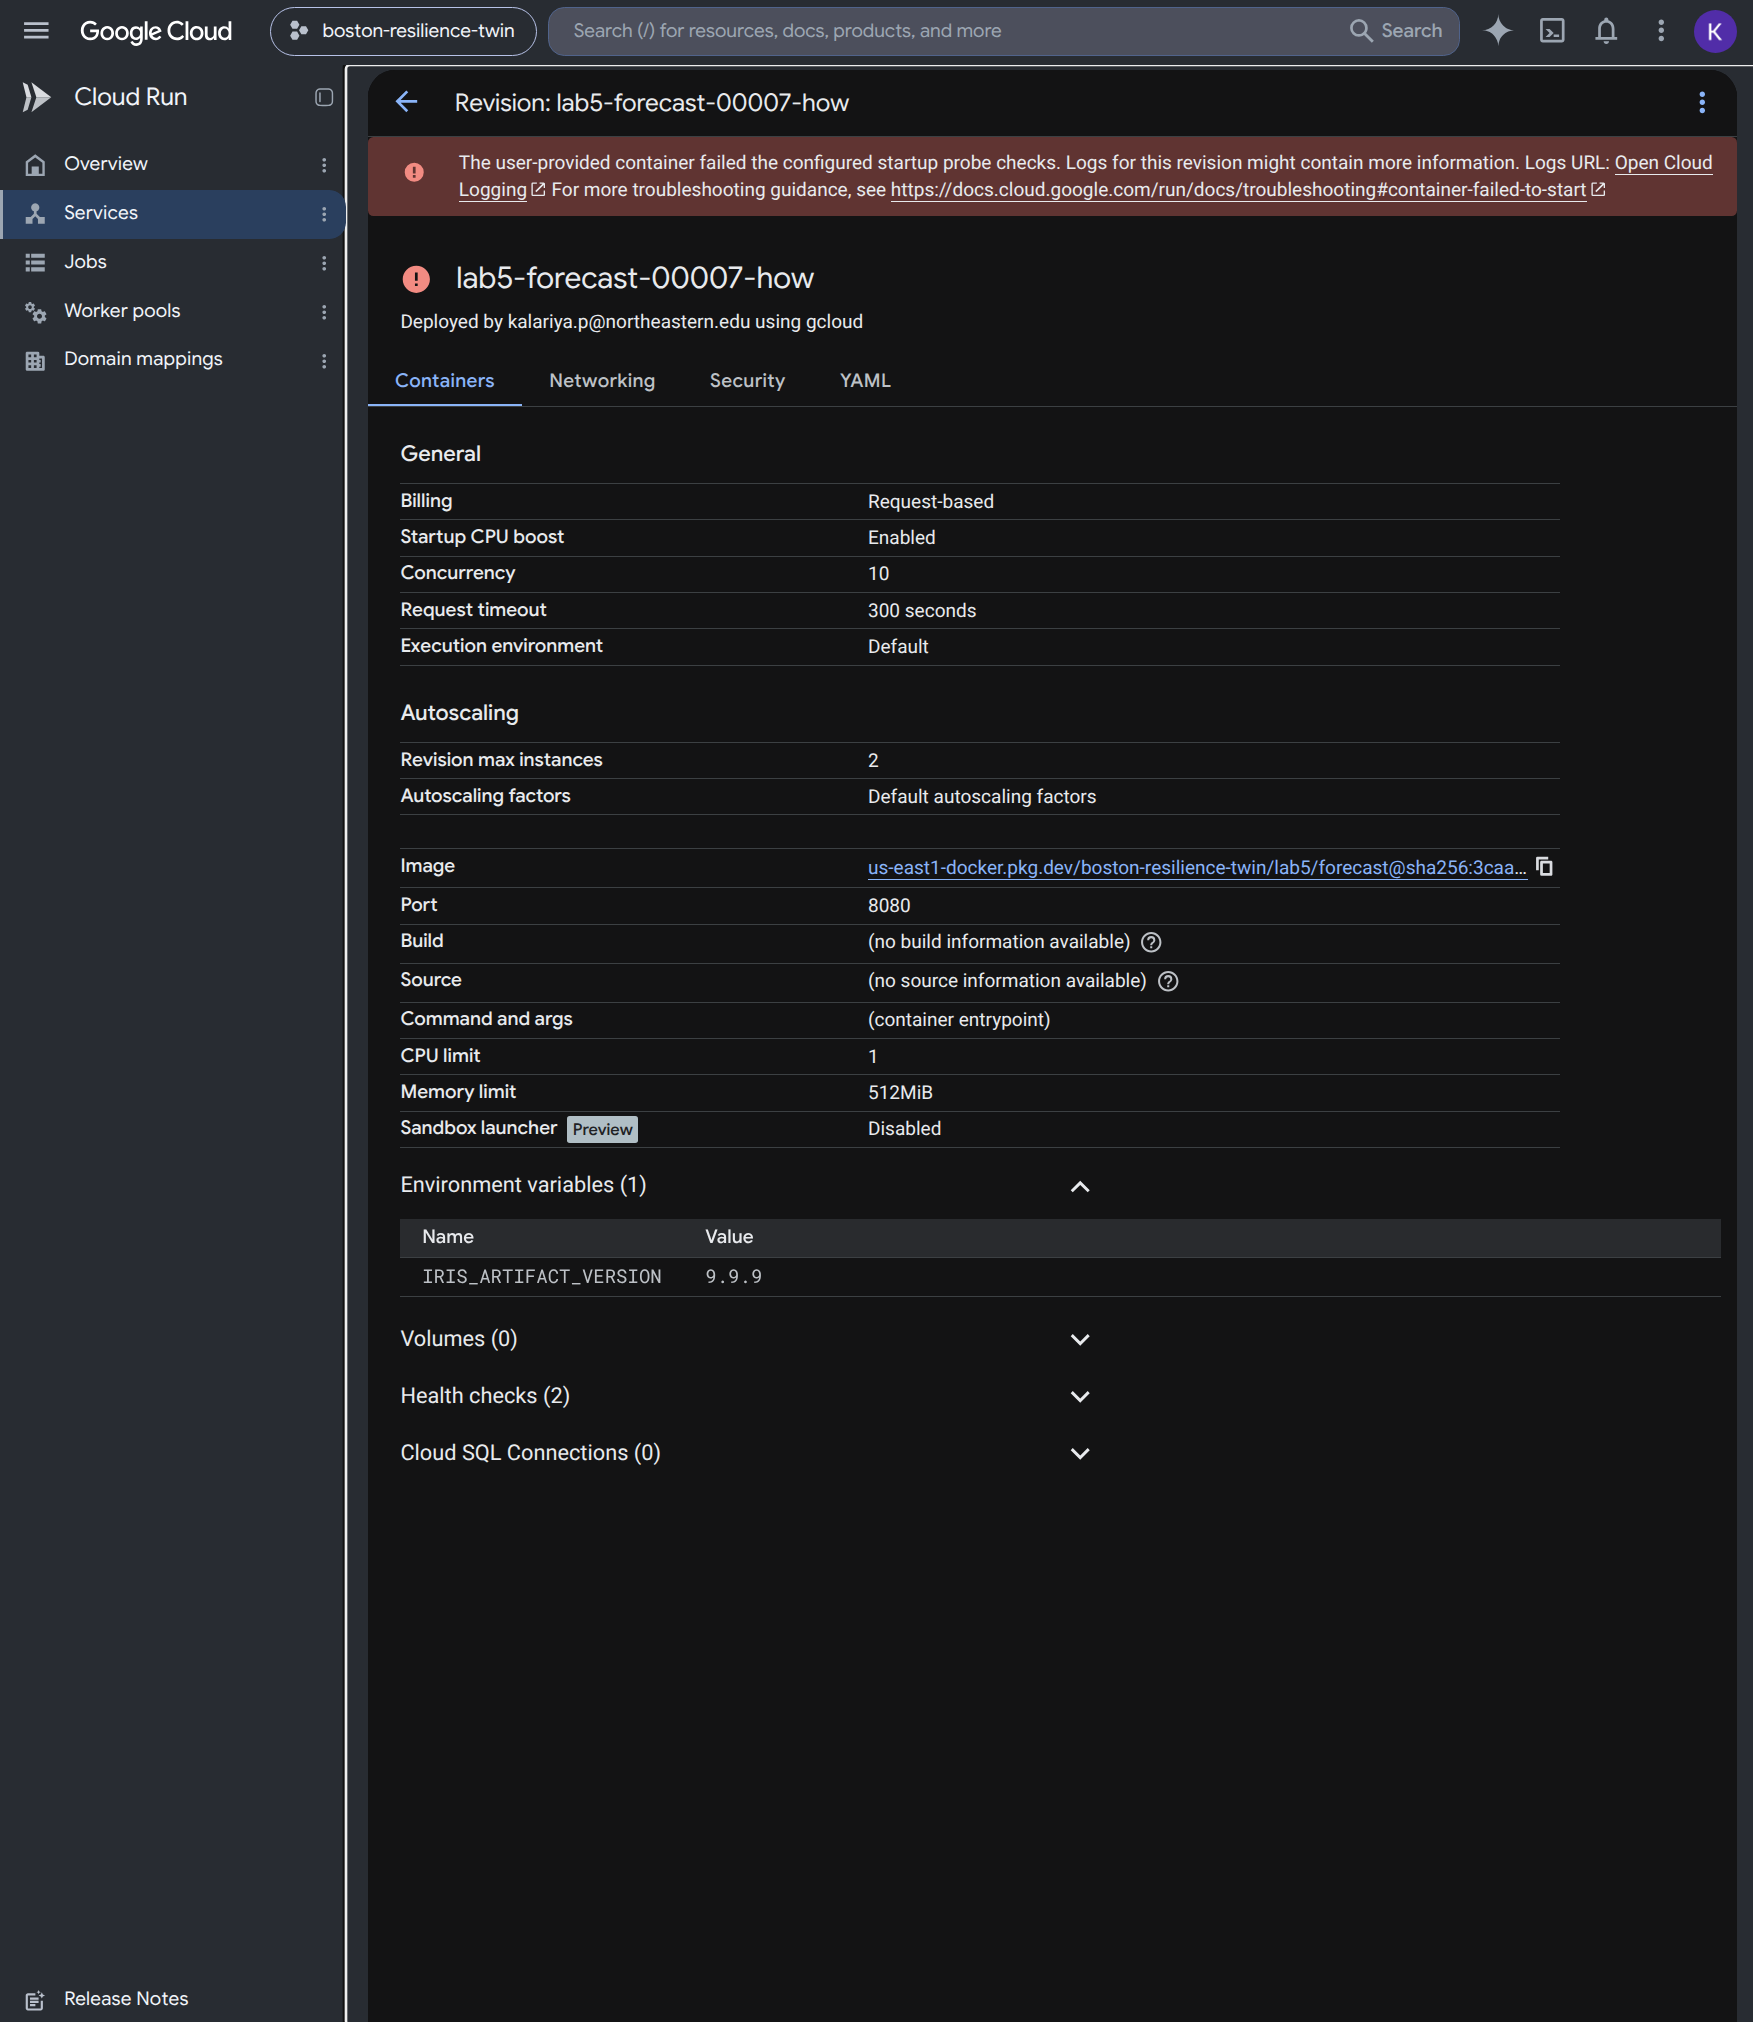 Google Cloud
boston-resilience-twin
Search (/) for resources, docs, products, and more
Search
K
Cloud Run
Overview
Services
Jobs
Worker pools
Domain mappings
Release Notes
Revision: lab5-forecast-00007-how
The user-provided container failed the configured startup probe checks. Logs for this revision might contain more information. Logs URL: Open Cloud
Logging For more troubleshooting guidance, see https://docs.cloud.google.com/run/docs/troubleshooting#container-failed-to-start
lab5-forecast-00007-how
Deployed by kalariya.p@northeastern.edu using gcloud
Containers Networking Security YAML
General
Billing Request-based
Startup CPU boost Enabled
Concurrency 10
Request timeout 300 seconds
Execution environment Default
Autoscaling
Revision max instances 2
Autoscaling factors Default autoscaling factors
Image us-east1-docker.pkg.dev/boston-resilience-twin/lab5/forecast@sha256:3caa...
Port 8080
Build (no build information available)
Source (no source information available)
Command and args (container entrypoint)
CPU limit 1
Memory limit 512MiB
Sandbox launcher Preview Disabled
Environment variables (1)
Name Value
IRIS_ARTIFACT_VERSION 9.9.9
Volumes (0)
Health checks (2)
Cloud SQL Connections (0)